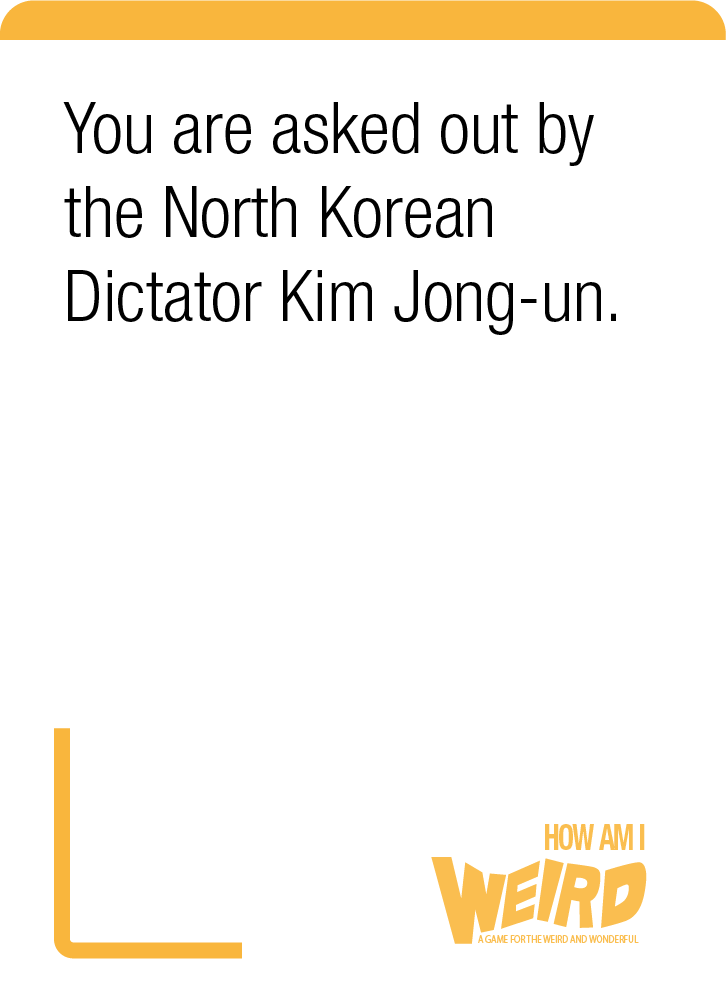 You are asked out by
the North Korean
Dictator Kim Jong-un.
HOW AM I
WEIRD
A GAME FOR THE WEIRD AND WONDERFUL